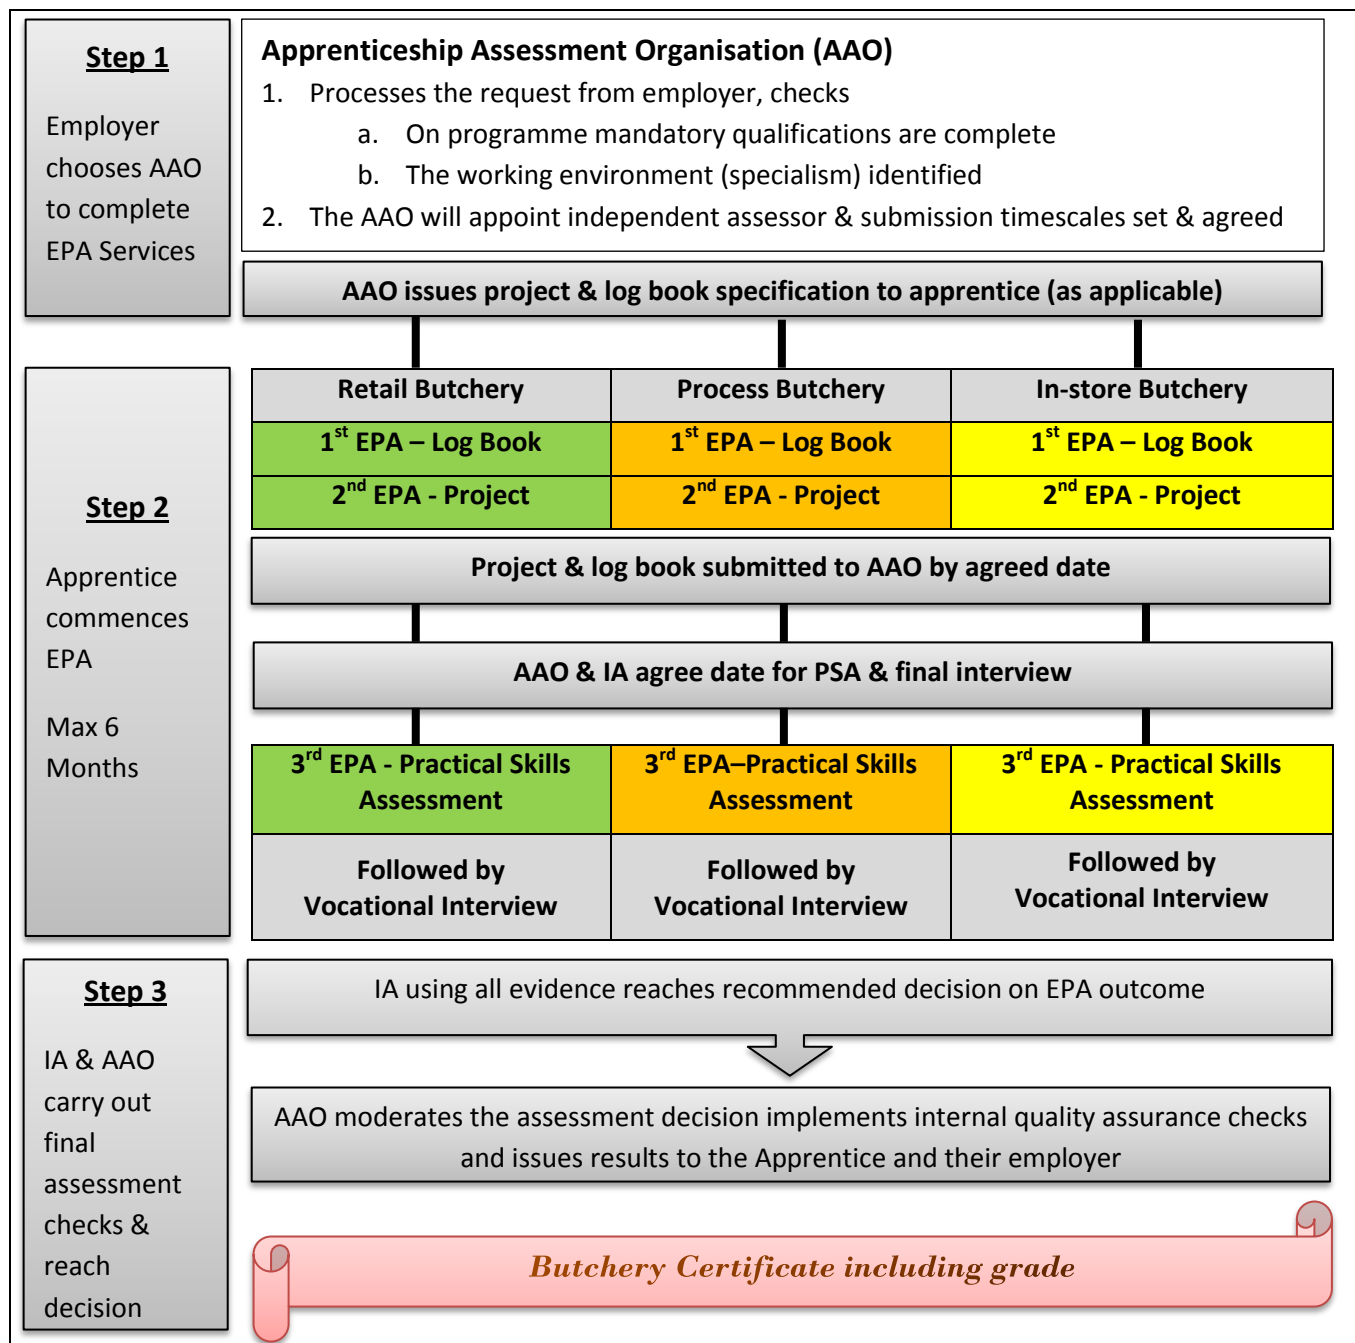 Step 1
Employer
chooses AAO
to complete
EPA Services
Apprenticeship Assessment Organisation (AAO)
1. Processes the request from employer, checks
a. On programme mandatory qualifications are complete
b. The working environment (specialism) identified
2. The AAO will appoint independent assessor & submission timescales set & agreed
AAO issues project & log book specification to apprentice (as applicable)
Step 2
Apprentice
commences
EPA
Max 6
Months
Retail Butchery
Process Butchery
In-store Butchery
1st EPA – Log Book
1st EPA – Log Book
1st EPA – Log Book
2nd EPA - Project
2nd EPA - Project
2nd EPA - Project
Project & log book submitted to AAO by agreed date
AAO & IA agree date for PSA & final interview
3rd EPA - Practical Skills
Assessment
3rd EPA–Practical Skills
Assessment
3rd EPA - Practical Skills
Assessment
Followed by
Vocational Interview
Followed by
Vocational Interview
Followed by
Vocational Interview
Step 3
IA & AAO
carry out
final
assessment
checks &
reach
decision
IA using all evidence reaches recommended decision on EPA outcome
AAO moderates the assessment decision implements internal quality assurance checks
and issues results to the Apprentice and their employer
Butchery Certificate including grade